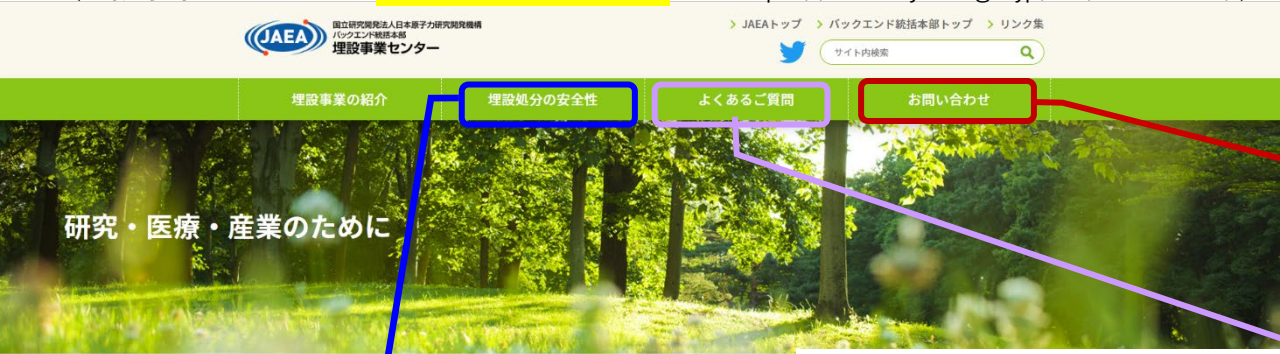 JAEAトップ バックエンド統括本部トップ リンク集
JAEA
国立研究開発法人日本原子力研究開発機構
バックエンド統括本部
埋設事業センター
サイト内検索
埋設事業の紹介 埋設処分の安全性 よくあるご質問 お問い合わせ
研究・医療・産業のために